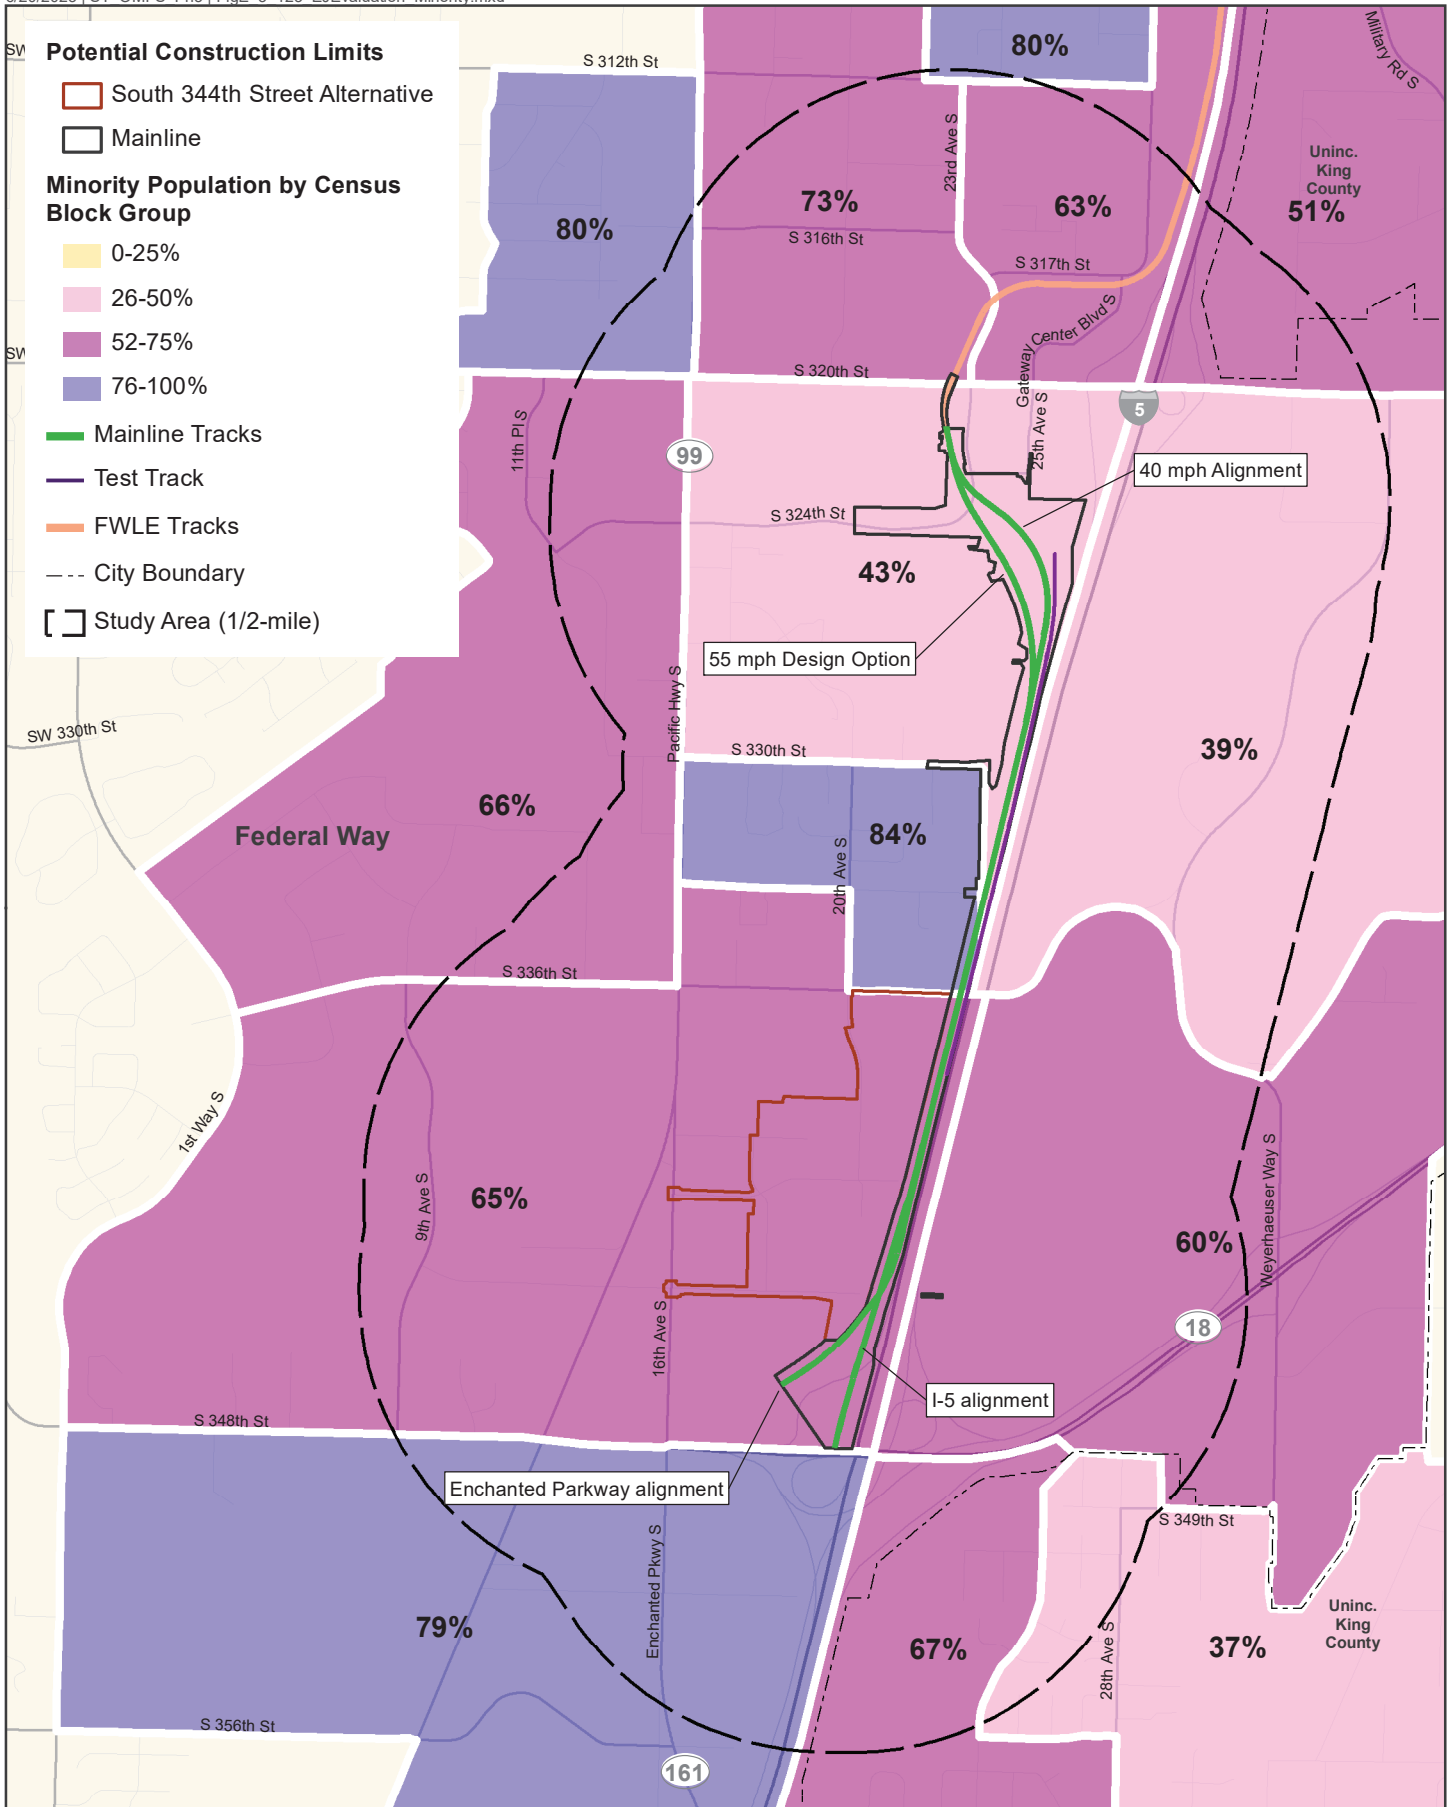 Potential Construction Limits
South 344th Street Alternative
Mainline
Minority Population by Census
Block Group
0-25%
26-50%
52-75%
76-100%
Mainline Tracks
Test Track
FWLE Tracks
City Boundary
Study Area (1/2-mile)
SW
SW
S 312th St
80%
Military Rd S
23rd Ave S
Uninc.
King
County
51%
80%
73%
63%
S 316th St
S 317th St
Gateway Center Blvd S
S 320th St
5
11th Pl S
99
25th Ave S
40 mph Alignment
S 324th St
43%
55 mph Design Option
Pacific Hwy S
SW 330th St
S 330th St
39%
66%
Federal Way
84%
20th Ave S
S 336th St
1st Way S
9th Ave S
65%
Weyerhaeuser Way S
60%
16th Ave S
18
I-5 alignment
S 348th St
Enchanted Parkway alignment
S 349th St
Enchanted Pkwy S
79%
67%
28th Ave S
37%
Uninc.
King
County
S 356th St
161